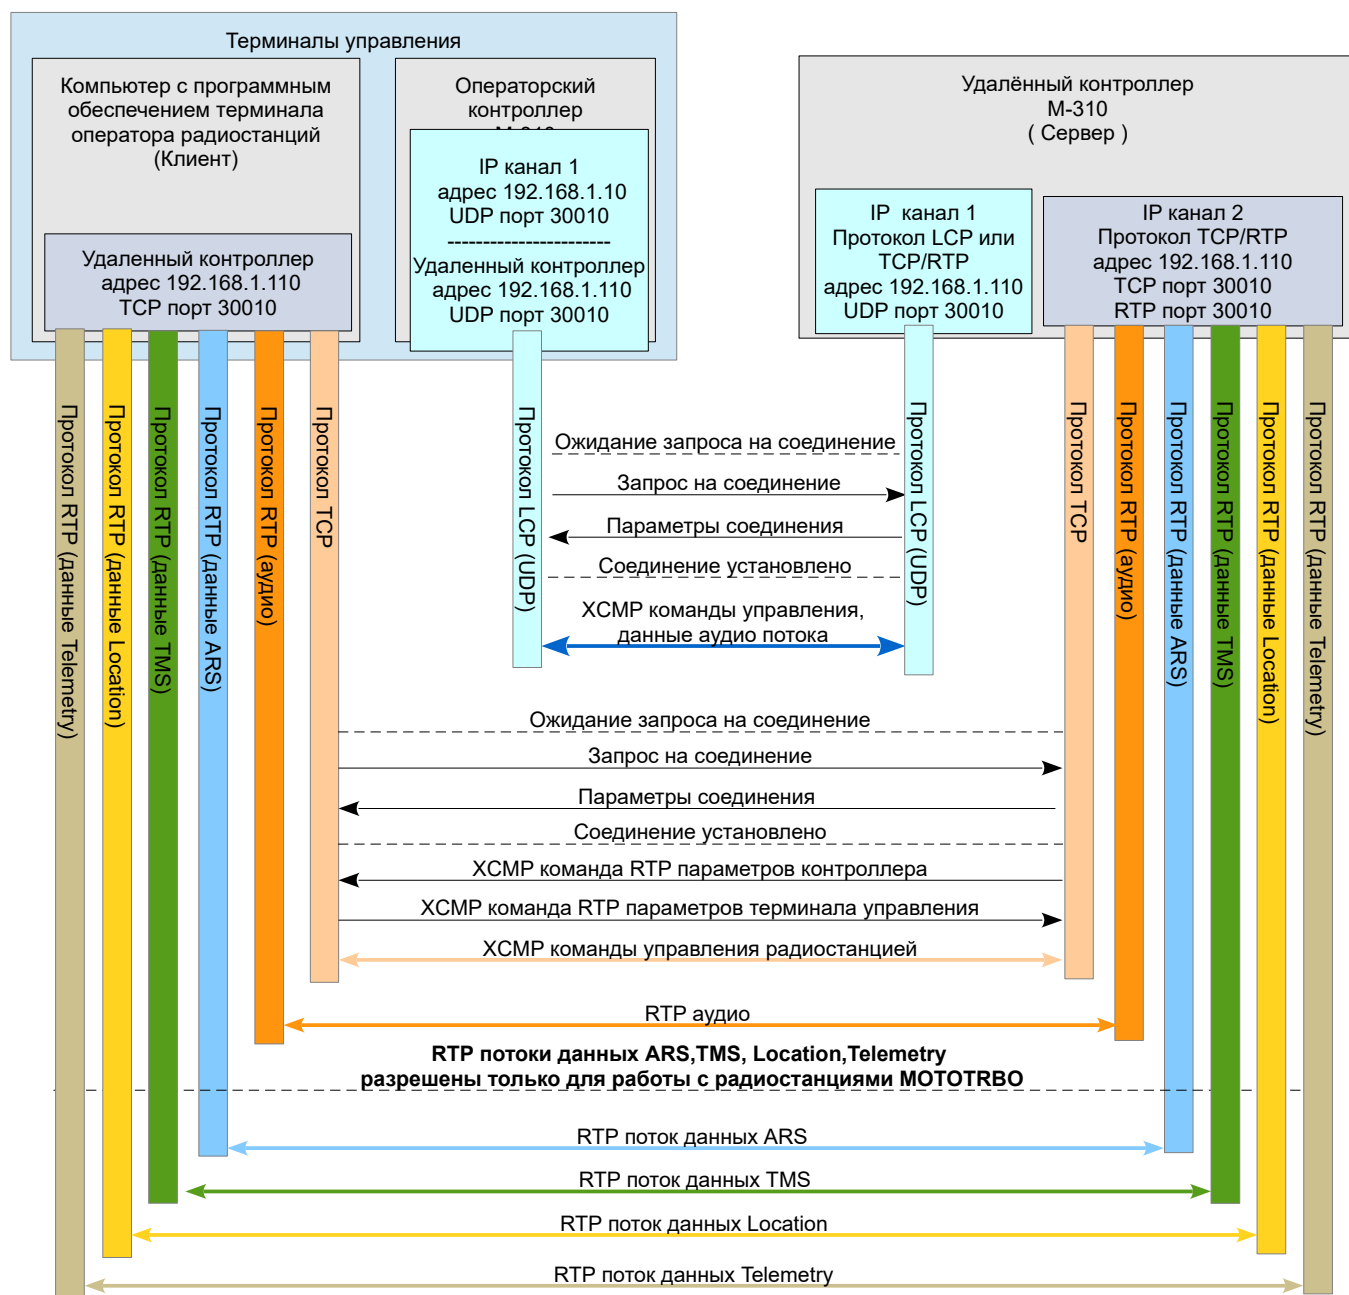 Терминалы управления
Компьютер с программным
обеспечением терминала
оператора радиостанций
(Клиент)
Удаленный контроллер
адрес 192.168.1.110
TCP порт 30010
Операторский
контроллер
IP канал 1
адрес 192.168.1.10
UDP порт 30010
-----------------------
Удаленный контроллер
адрес 192.168.1.110
UDP порт 30010
Удалённый контроллер
М-310
( Сервер )
IP канал 1
Протокол LCP или
TCP/RTP
адрес 192.168.1.110
UDP порт 30010
IP канал 2
Протокол TCP/RTP
адрес 192.168.1.110
TCP порт 30010
RTP порт 30010
Протокол RTP (данные Telemetry)
Протокол RTP (данные Location)
Протокол RTP (данные TMS)
Протокол RTP (данные ARS)
Протокол RTP (аудио)
Протокол TCP
Протокол LCP (UDP)
Протокол LCP (UDP)
Протокол TCP
Протокол RTP (аудио)
Протокол RTP (данные ARS)
Протокол RTP (данные TMS)
Протокол RTP (данные Location)
Протокол RTP (данные Telemetry)
Ожидание запроса на соединение
Запрос на соединение
Параметры соединения
Соединение установлено
XCMP команды управления,
данные аудио потока
Ожидание запроса на соединение
Запрос на соединение
Параметры соединения
Соединение установлено
XCMP команда RTP параметров контроллера
XCMP команда RTP параметров терминала управления
XCMP команды управления радиостанцией
RTP аудио
RTP потоки данных ARS,TMS, Location,Telemetry
разрешены только для работы с радиостанциями MOTOTRBO
RTP поток данных ARS
RTP поток данных TMS
RTP поток данных Location
RTP поток данных Telemetry